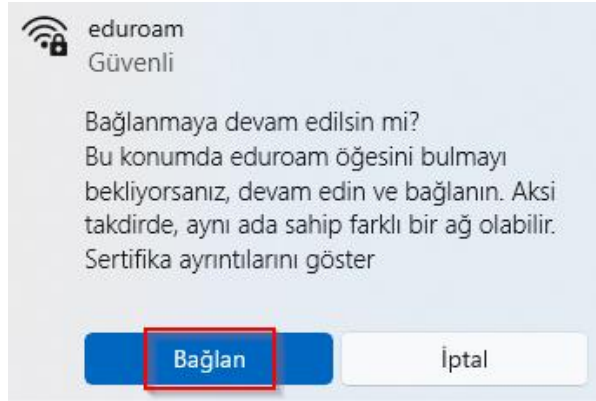 eduroam
Güvenli
Bağlanmaya devam edilsin mi?
Bu konumda eduroam öğesini bulmayı
bekliyorsanız, devam edin ve bağlanın. Aksi
takdirde, aynı ada sahip farklı bir ağ olabilir.
Sertifika ayrıntılarını göster
Bağlan
İptal